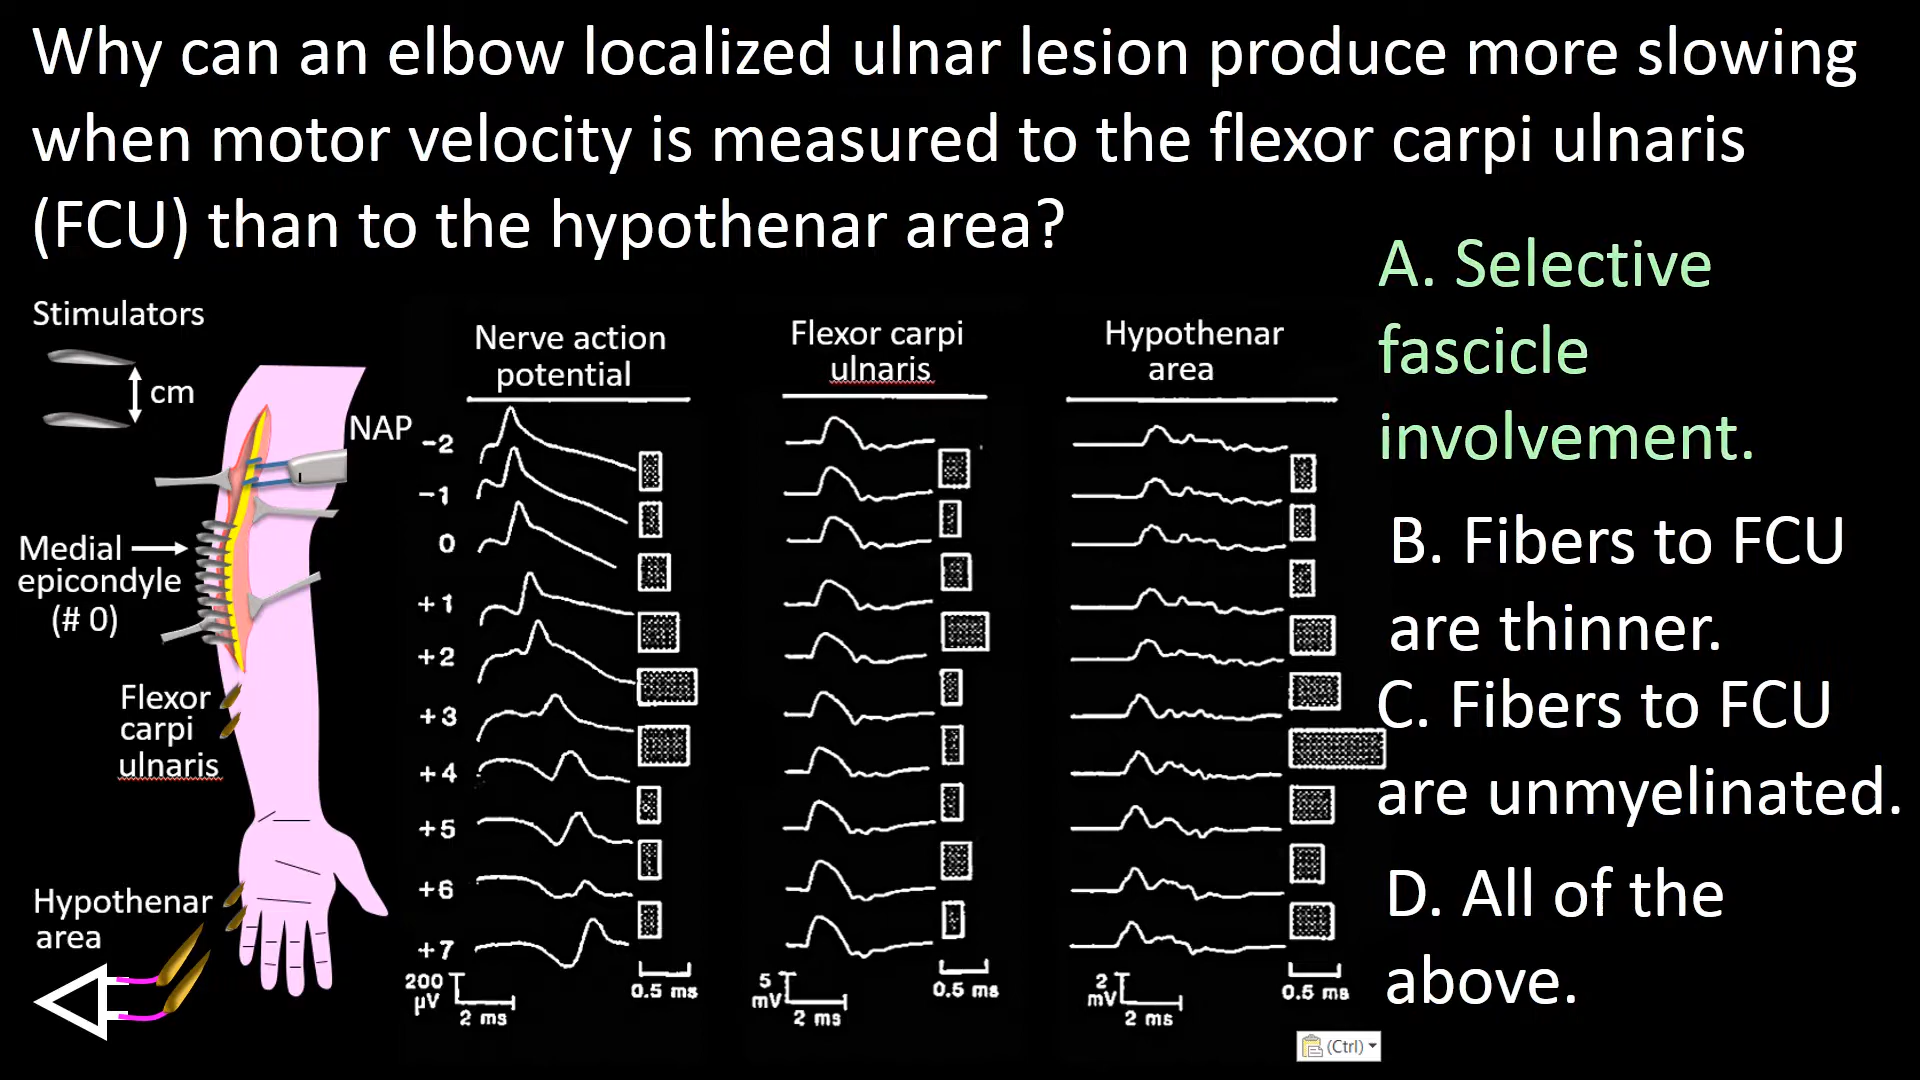 Why can an elbow localized ulnar lesion produce more slowing
when motor velocity is measured to the flexor carpi ulnaris
(FCU) than to the hypothenar area?
A. Selective
fascicle
involvement.
B. Fibers to FCU
are thinner.
C. Fibers to FCU
are unmyelinated.
D. All of the
above.
Stimulators
cm
NAP
Medial
epicondyle
(# 0)
Flexor
carpi
ulnaris
Hypothenar
area
Nerve action
potential
−2
−1
0
+1
+2
+3
+4
+5
+6
+7
200
μV
2 ms
0.5 ms
Flexor carpi
ulnaris
5
mV
2 ms
0.5 ms
Hypothenar
area
2
mV
2 ms
0.5 ms
(Ctrl)